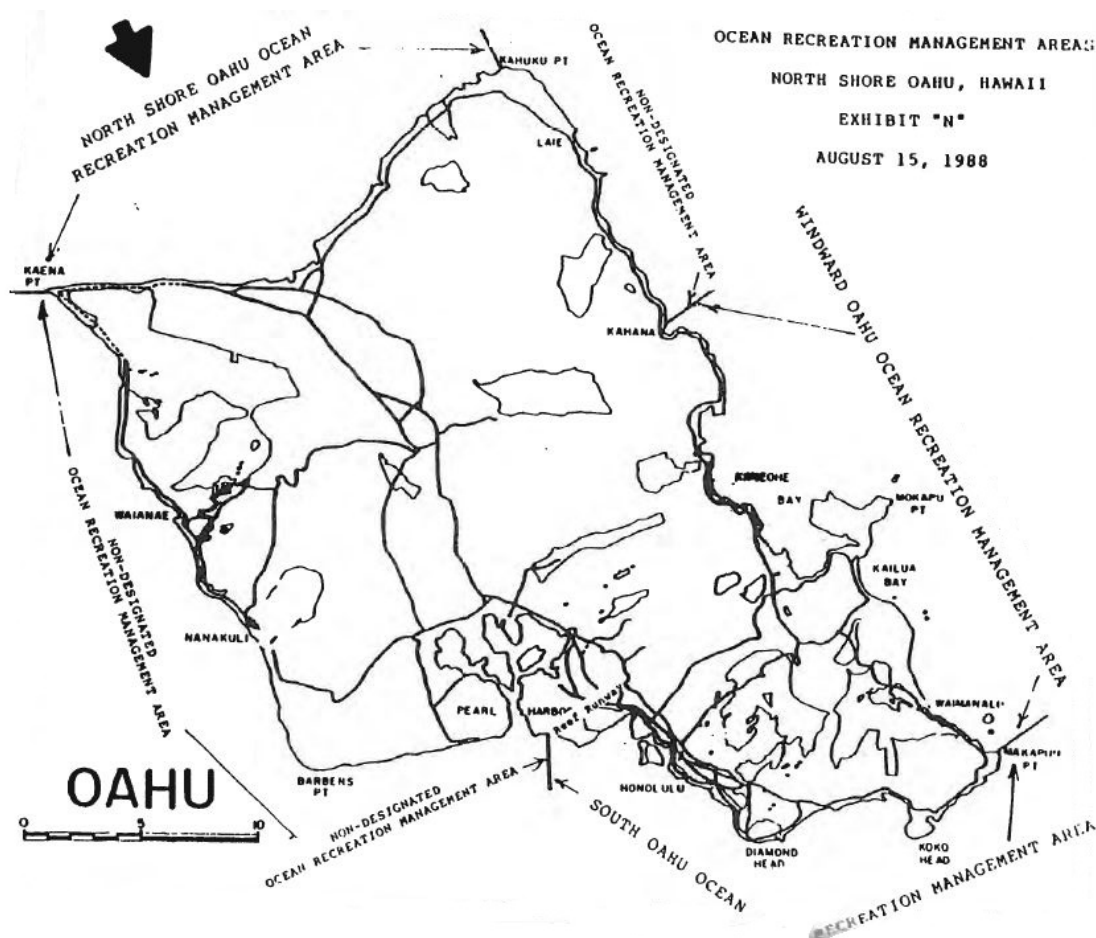 OCEAN RECREATION MANAGEMENT AREAS
NORTH SHORE OAHU, HAWAII
EXHIBIT "N"
AUGUST 15, 1988
NORTH SHORE OAHU OCEAN
RECREATION MANAGEMENT AREA
KAHUKU PT
NON-DESIGNATED
OCEAN RECREATION MANAGEMENT AREA
LAIE
WINDWARD OAHU OCEAN RECREATION MANAGEMENT AREA
KAENA
PT
KAHANA
BAY
MOKAPU
PT
KAILUA
BAY
WAIANAE
NON-DESIGNATED
OCEAN RECREATION MANAGEMENT AREA
NANAKULI
PEARL
HARBOR
Reef Runway
WAIMANALO
MAKAPUU
PT
BARBERS
PT
HONOLULU
DIAMOND
HEAD
KOKO
HEAD
OAHU
0 5 10
NON-DESIGNATED
OCEAN RECREATION MANAGEMENT AREA
SOUTH OAHU OCEAN
RECREATION MANAGEMENT AREA